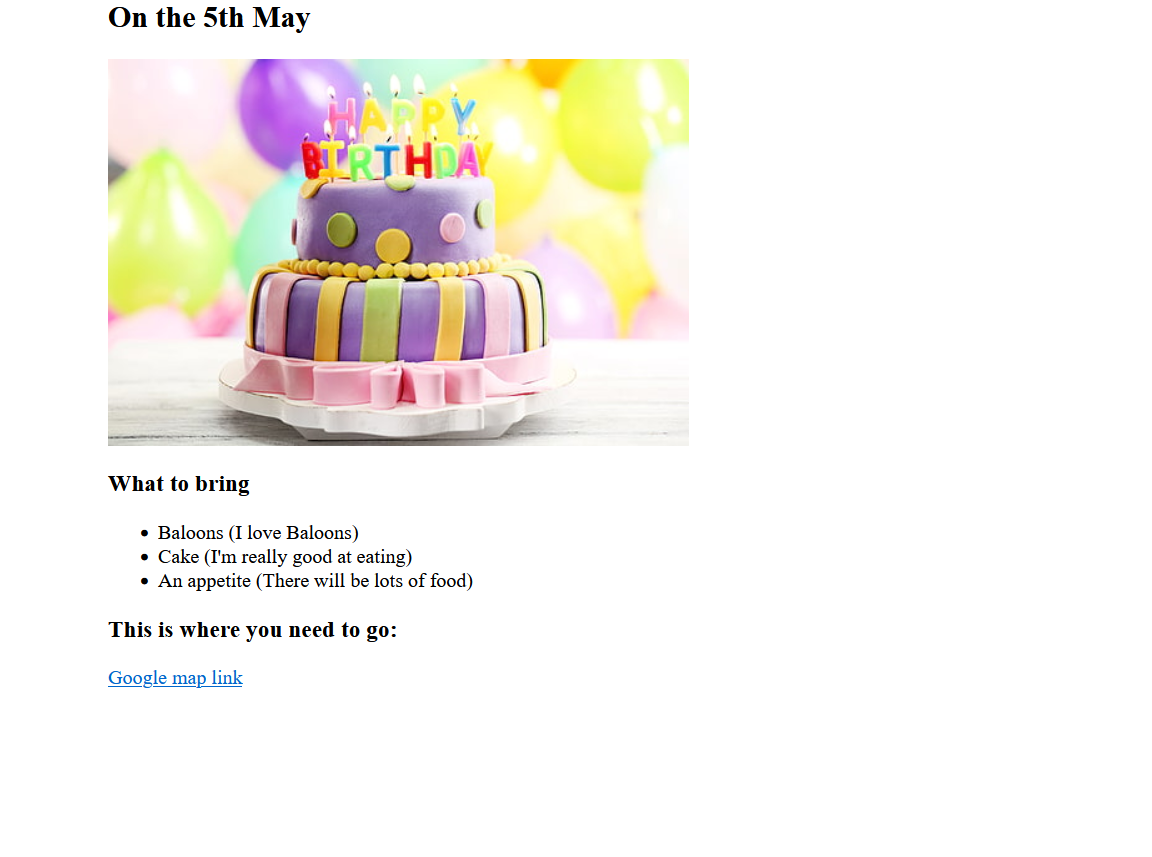 On the 5th May
HAPPY
BIRTHDAY
What to bring
Baloons (I love Baloons)
Cake (I'm really good at eating)
An appetite (There will be lots of food)
This is where you need to go:
Google map link